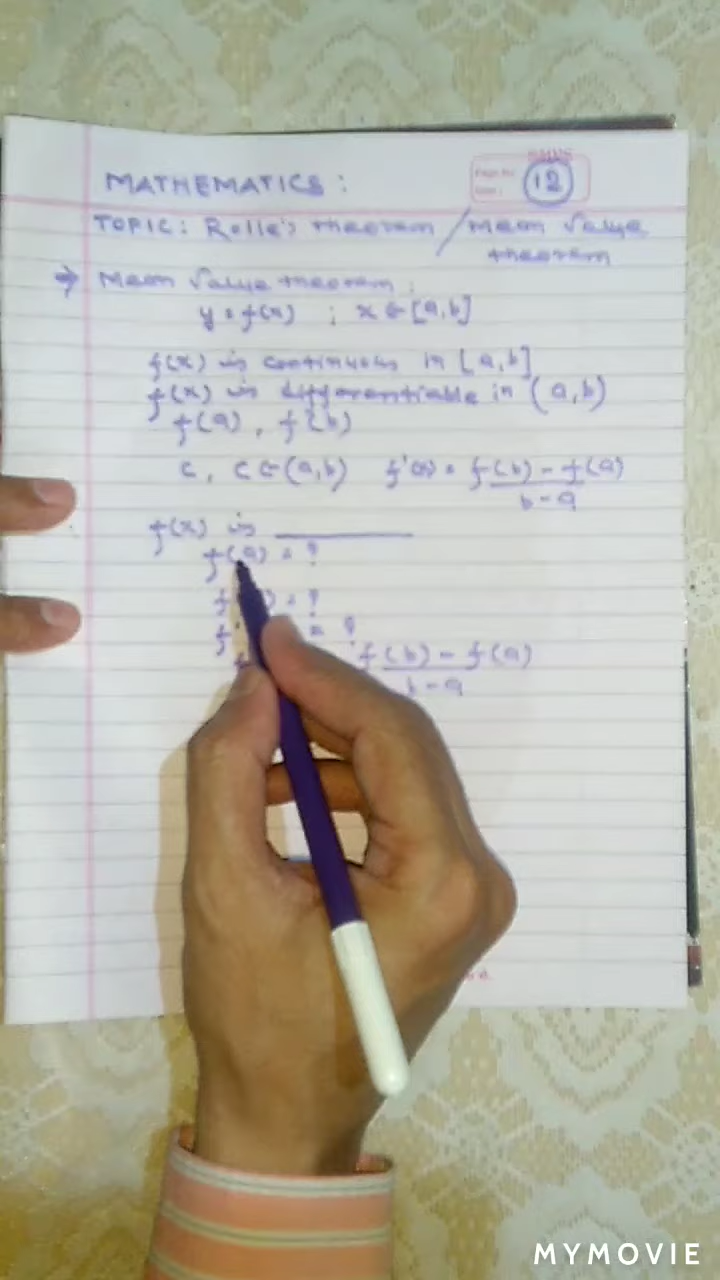 MATHEMATICS:
12
TOPIC: Rolle's theorem / Mean Value theorem
→ Mean Value theorem:
y = f(x) ; x ∈ [a,b]
f(x) is continuous in [a,b]
f(x) is differentiable in (a,b)
f(a), f(b)
c, c ∈ (a,b) f'(c) = f(b) - f(a) / b - a
f(x) is ________
f(a) = ?
f = ?
f' = ?
f(b) - f(a) / b - a
MYMOVIE